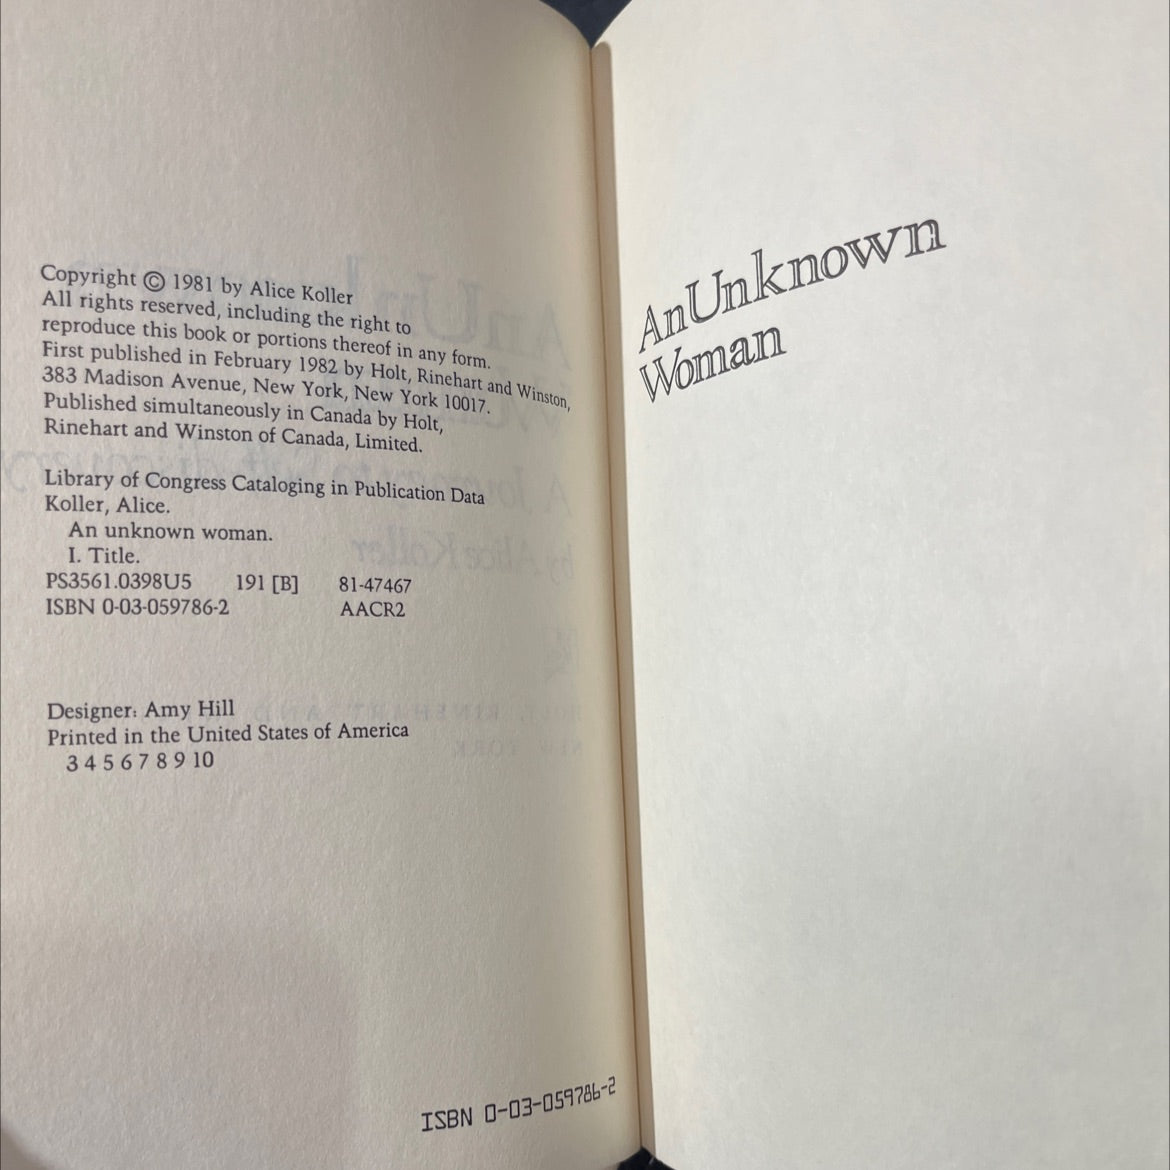 Copyright © 1981 by Alice Koller
All rights reserved, including the right to
reproduce this book or portions thereof in any form.
First published in February 1982 by Holt, Rinehart and Winston,
383 Madison Avenue, New York, New York 10017.
Published simultaneously in Canada by Holt,
Rinehart and Winston of Canada, Limited.
Library of Congress Cataloging in Publication Data
Koller, Alice.
An unknown woman.
I. Title.
PS3561.0398U5 191 [B] 81-47467
ISBN 0-03-059786-2 AACR2
Designer: Amy Hill
Printed in the United States of America
3 4 5 6 7 8 9 10
ISBN 0-03-059786-2
An Unknown
Woman